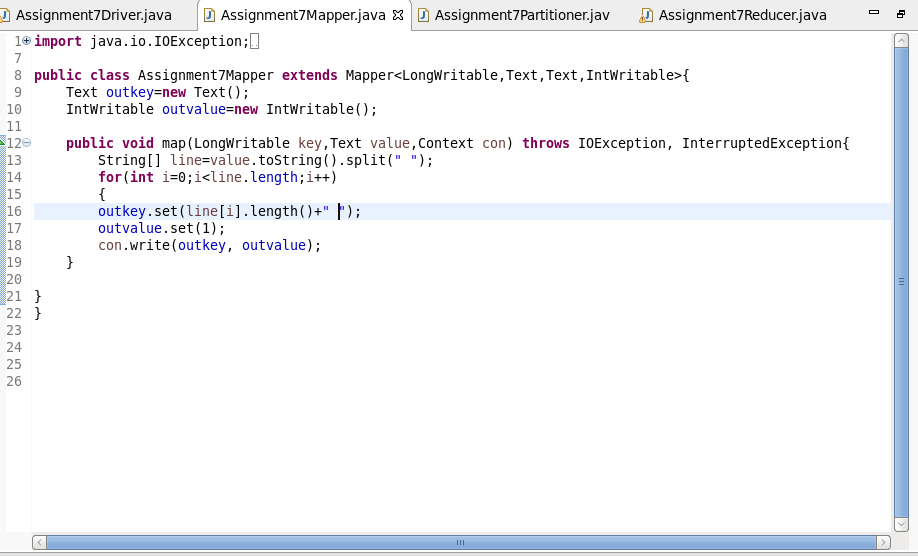 Assignment7Driver.java Assignment7Mapper.java Assignment7Partitioner.jav Assignment7Reducer.java
1 import java.io.IOException;
7
8 public class Assignment7Mapper extends Mapper<LongWritable,Text,Text,IntWritable>{
9     Text outkey=new Text();
10     IntWritable outvalue=new IntWritable();
11
12     public void map(LongWritable key,Text value,Context con) throws IOException, InterruptedException{
13         String[] line=value.toString().split(" ");
14         for(int i=0;i<line.length;i++)
15         {
16         outkey.set(line[i].length()+" ");
17         outvalue.set(1);
18         con.write(outkey, outvalue);
19     }
20
21 }
22 }
23
24
25
26